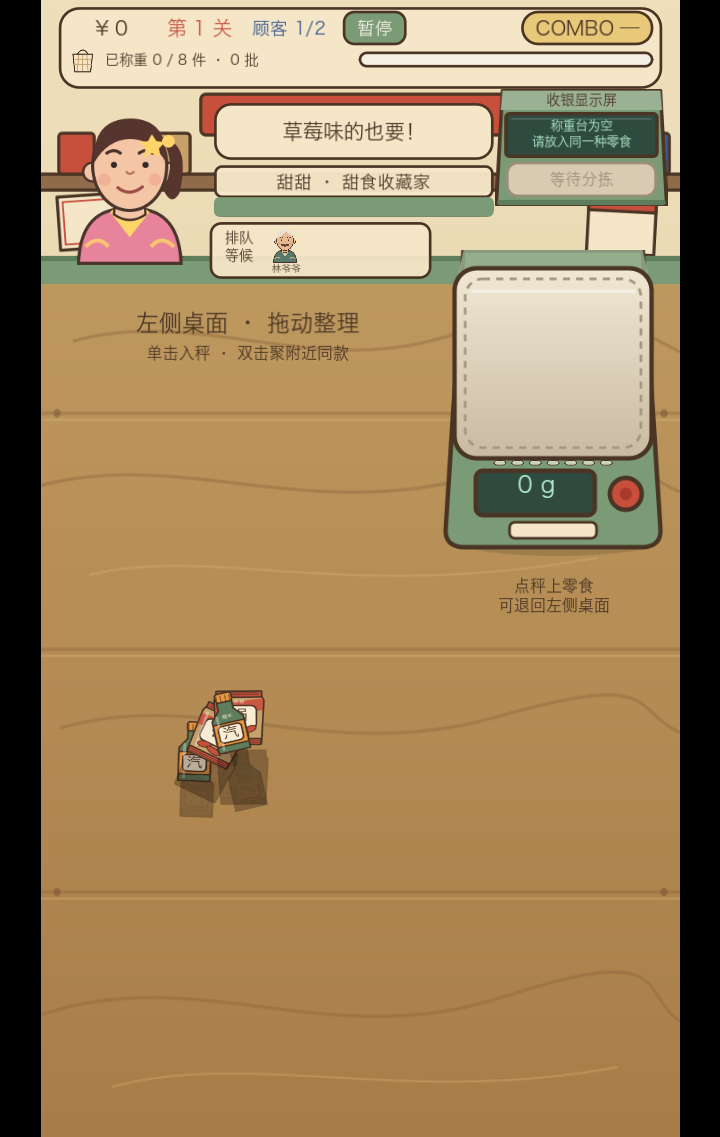 ¥0 第1关 顾客 1/2 暂停 COMBO —
已称重 0/8 件 · 0 批
收银显示屏
称重台为空
请放入同一种零食
等待分拣
草莓味的也要！
甜甜 · 甜食收藏家
排队
等候
林爷爷
左侧桌面 · 拖动整理
单击入秤 · 双击聚附近同款
0 g
点秤上零食
可退回左侧桌面
汽
汽